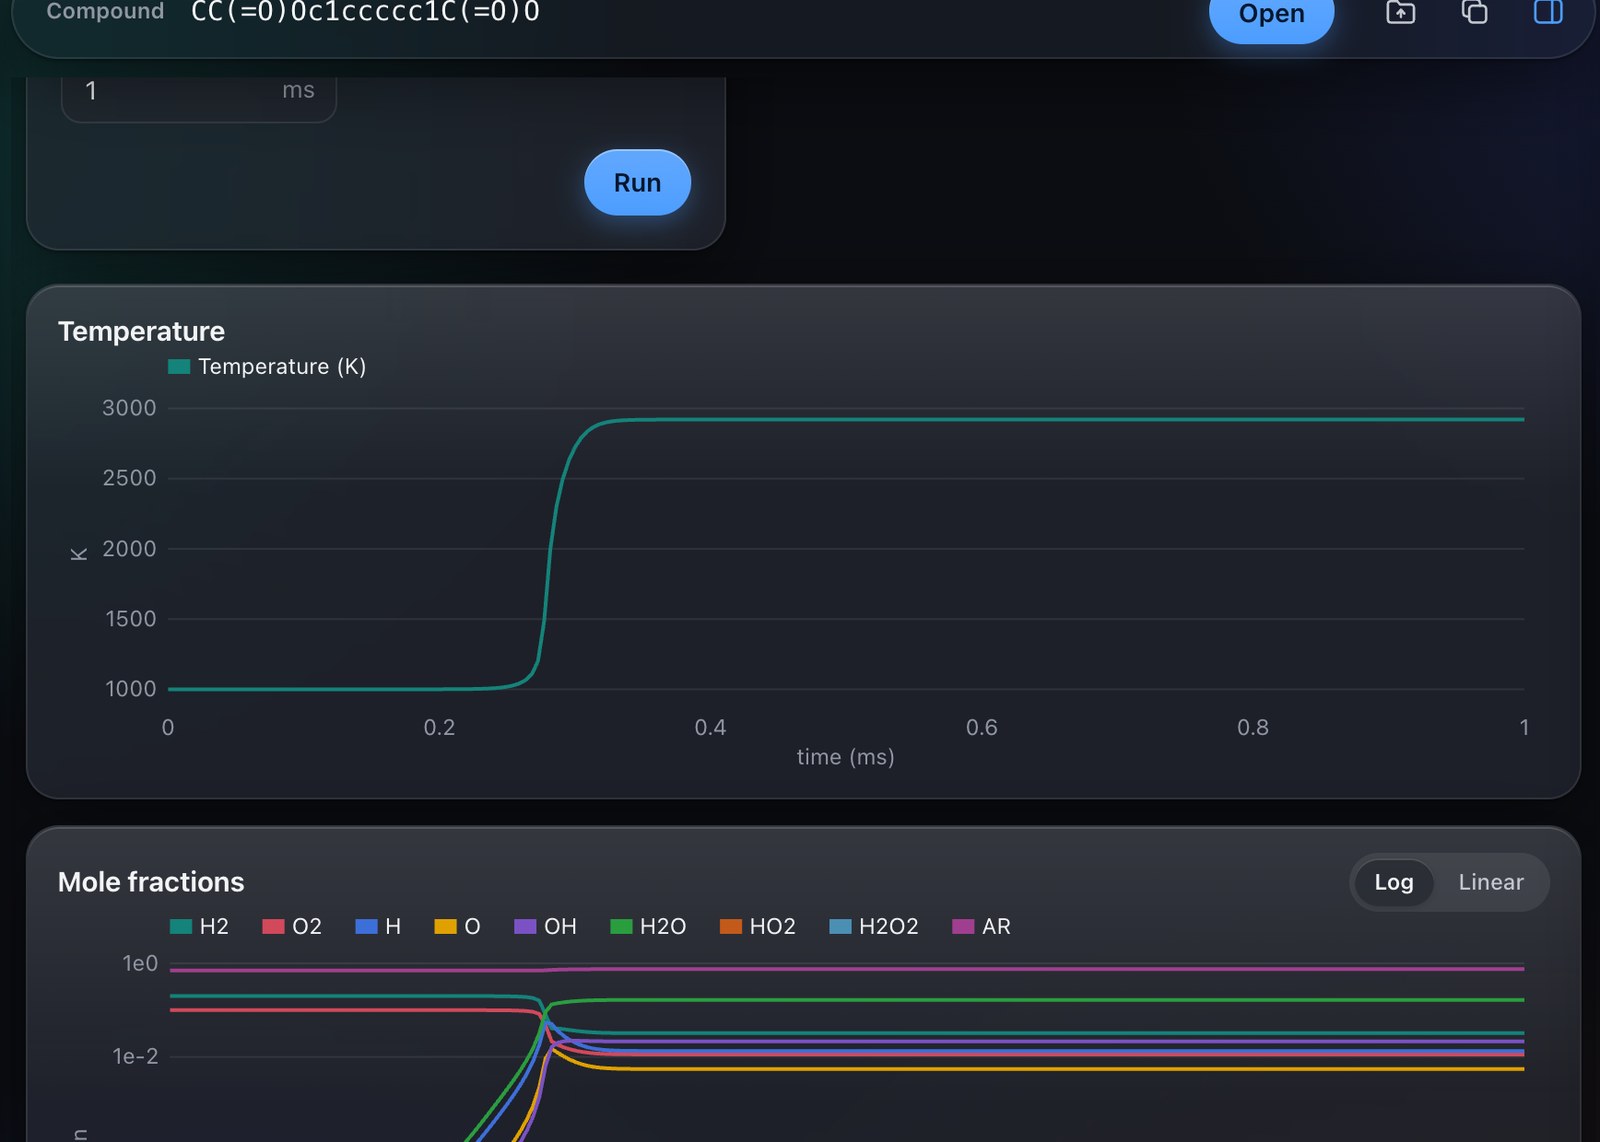 Compound CC(=O)Oc1ccccc1C(=O)O Open
1 ms
Run
Temperature
Temperature (K)
3000
2500
2000
1500
1000
K
0 0.2 0.4 0.6 0.8 1
time (ms)
Mole fractions Log Linear
H2 O2 H O OH H2O HO2 H2O2 AR
1e0
1e-2
n